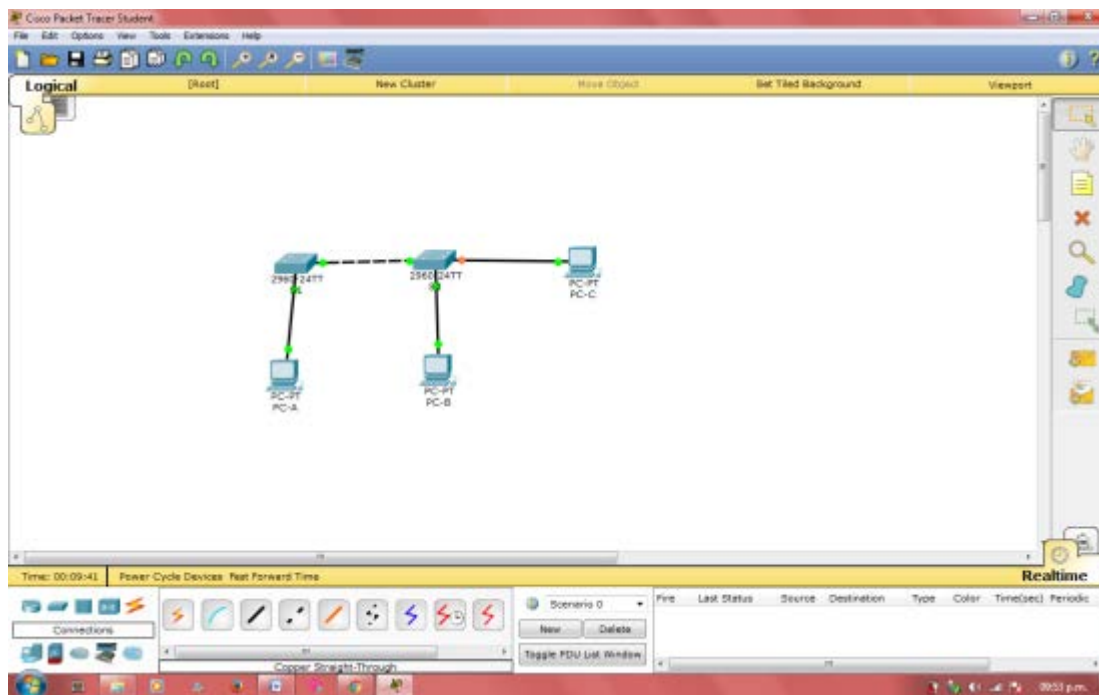 Cisco Packet Tracer Student
File Edit Options View Tools Extensions Help
Logical [Root] New Cluster Move Object Set Tiled Background Viewport
2960-24TT
2960-24TT
PC-PT
PC-C
PC-PT
PC-A
PC-PT
PC-B
Time: 00:09:41 Power Cycle Devices Fast Forward Time Realtime
Scenario 0
Fire Last Status Source Destination Type Color Time(sec) Periodic
New Delete
Connections
Toggle PDU List Window
Copper Straight-Through
09:53 p.m.